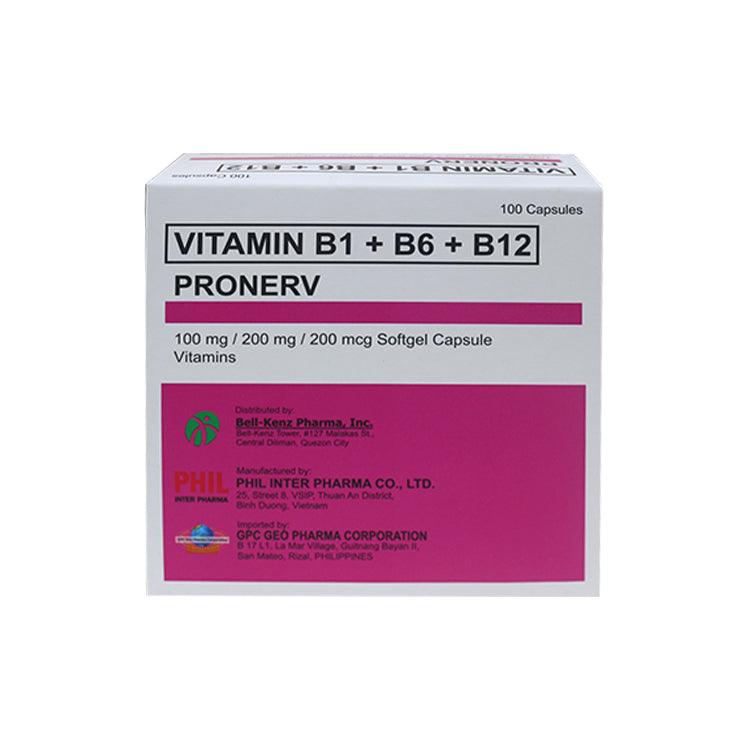 PRONERV
VITAMIN B1 + B6 + B12
100 Capsules
100 Capsules
VITAMIN B1 + B6 + B12
PRONERV
100 mg / 200 mg / 200 mcg Softgel Capsule
Vitamins
Distributed by:
Bell-Kenz Pharma, Inc.
Bell-Kenz Tower, #127 Malakas St.,
Central Diliman, Quezon City
PHIL
INTER PHARMA
Manufactured by:
PHIL INTER PHARMA CO., LTD.
25, Street 8, VSIP, Thuan An District,
Binh Duong, Vietnam
Imported by:
GPC GEO PHARMA CORPORATION
B 17 L1, La Mar Village, Guitnang Bayan II,
San Mateo, Rizal, PHILIPPINES